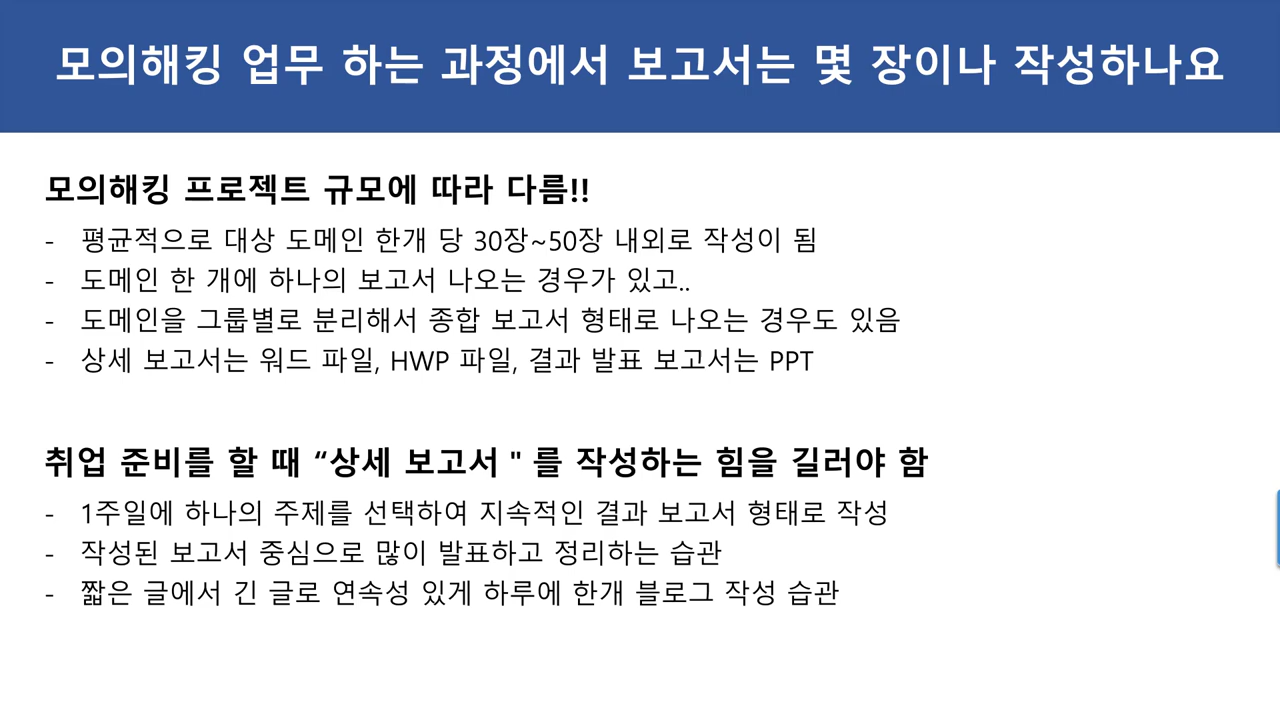 모의해킹 업무 하는 과정에서 보고서는 몇 장이나 작성하나요
모의해킹 프로젝트 규모에 따라 다름!!
- 평균적으로 대상 도메인 한개 당 30장~50장 내외로 작성이 됨
- 도메인 한 개에 하나의 보고서 나오는 경우가 있고..
- 도메인을 그룹별로 분리해서 종합 보고서 형태로 나오는 경우도 있음
- 상세 보고서는 워드 파일, HWP 파일, 결과 발표 보고서는 PPT
취업 준비를 할 때 “상세 보고서 " 를 작성하는 힘을 길러야 함
- 1주일에 하나의 주제를 선택하여 지속적인 결과 보고서 형태로 작성
- 작성된 보고서 중심으로 많이 발표하고 정리하는 습관
- 짧은 글에서 긴 글로 연속성 있게 하루에 한개 블로그 작성 습관